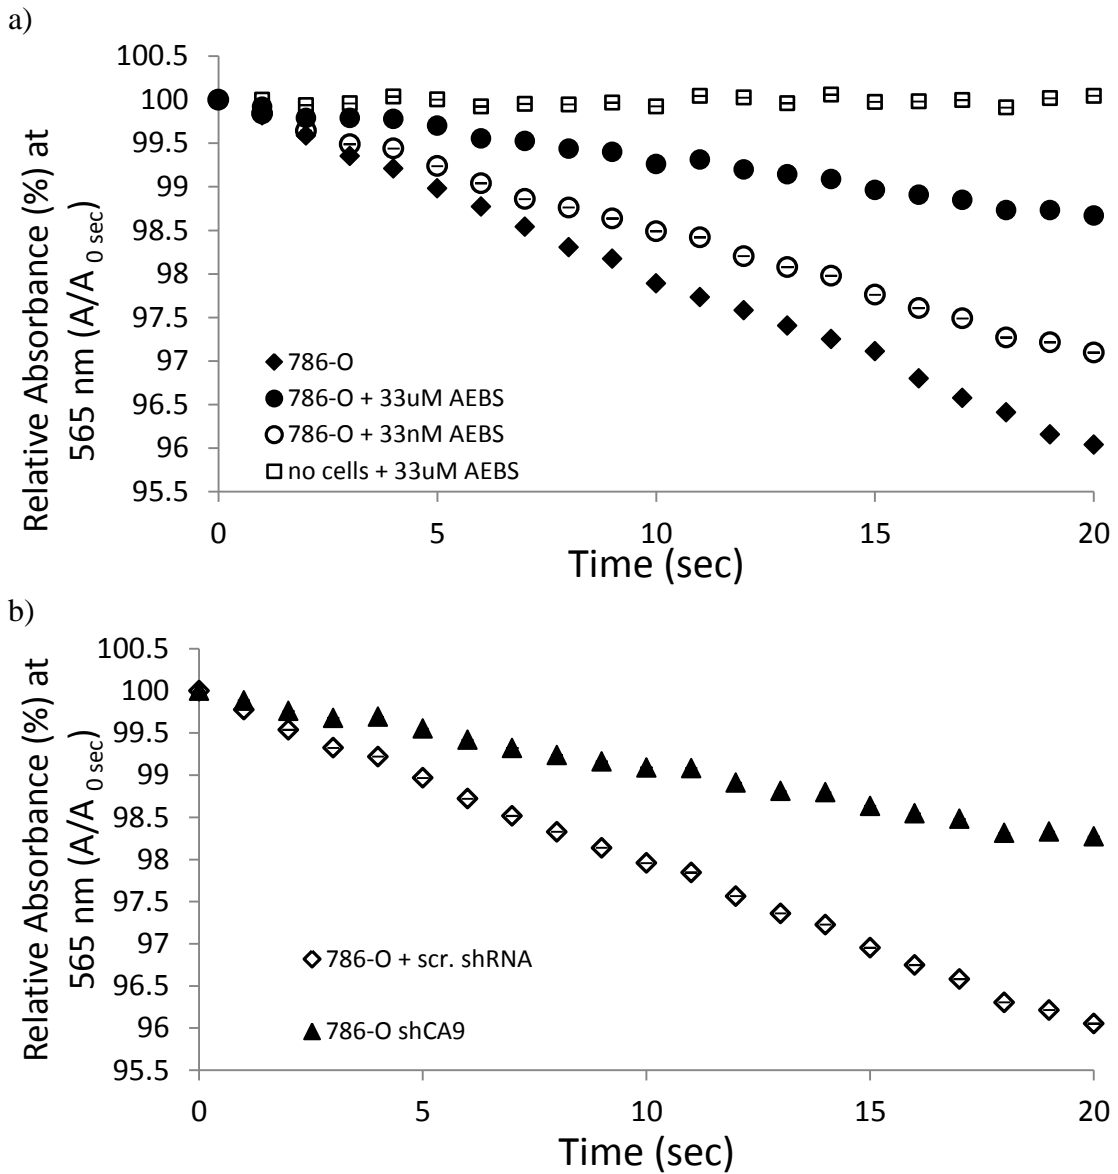 a)
100.5
100
99.5
99
98.5
98
97.5
97
96.5
96
95.5
Relative Absorbance (%) at
565 nm (A/A 0 sec)
786-O
786-O + 33uM AEBS
786-O + 33nM AEBS
no cells + 33uM AEBS
0 5 10 15 20
Time (sec)
b)
100.5
100
99.5
99
98.5
98
97.5
97
96.5
96
95.5
Relative Absorbance (%) at
565 nm (A/A 0 sec)
786-O + scr. shRNA
786-O shCA9
0 5 10 15 20
Time (sec)